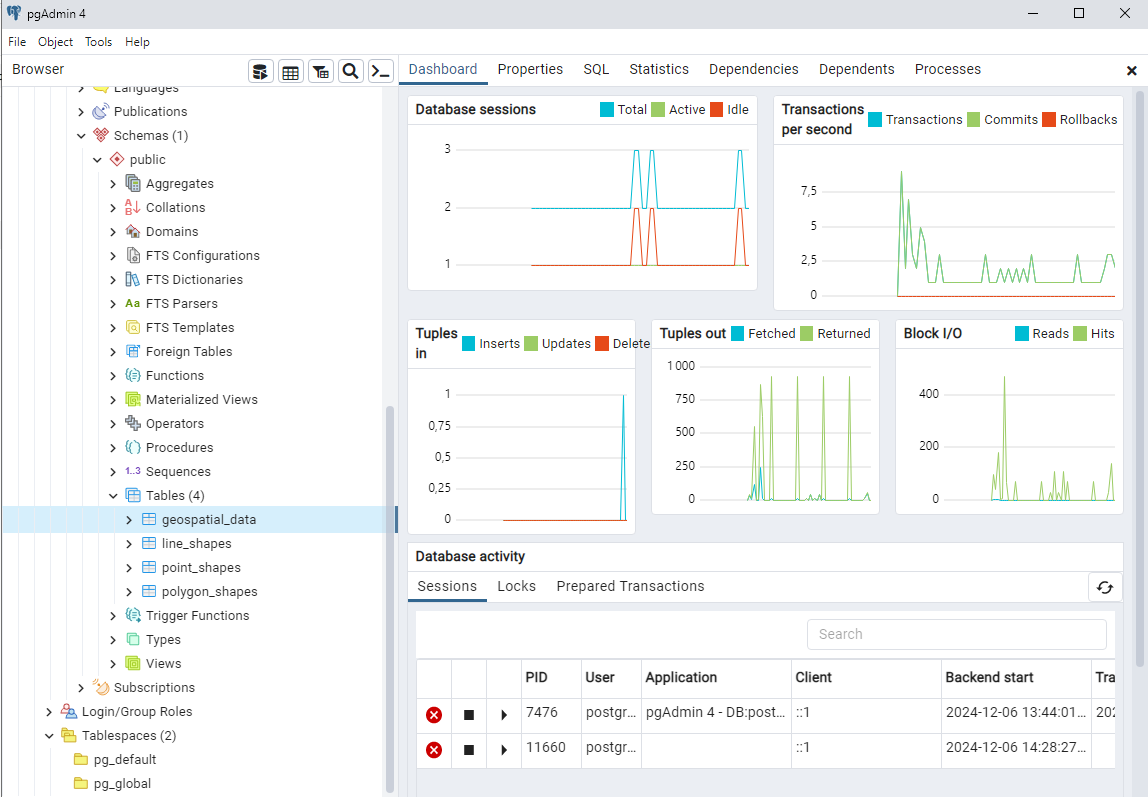 pgAdmin 4
File Object Tools Help
Browser
Languages
Publications
Schemas (1)
public
Aggregates
Collations
Domains
FTS Configurations
FTS Dictionaries
Aa FTS Parsers
FTS Templates
Foreign Tables
Functions
Materialized Views
Operators
Procedures
1..3 Sequences
Tables (4)
geospatial_data
line_shapes
point_shapes
polygon_shapes
Trigger Functions
Types
Views
Subscriptions
Login/Group Roles
Tablespaces (2)
pg_default
pg_global
Dashboard Properties SQL Statistics Dependencies Dependents Processes
Database sessions
Total Active Idle
3
2
1
Transactions
per second
Transactions Commits Rollbacks
7,5
5
2,5
0
Tuples
in
Inserts Updates Delete
1
0,75
0,5
0,25
0
Tuples out
Fetched Returned
1 000
750
500
250
0
Block I/O
Reads Hits
400
200
0
Database activity
Sessions Locks Prepared Transactions
Search
PID User Application Client Backend start Tra
7476 postgr... pgAdmin 4 - DB:post... ::1 2024-12-06 13:44:01... 202
11660 postgr... ::1 2024-12-06 14:28:27...